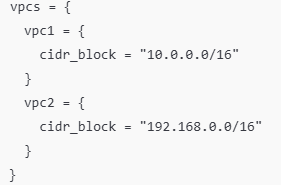 vpcs = {
  vpc1 = {
    cidr_block = "10.0.0.0/16"
  }
  vpc2 = {
    cidr_block = "192.168.0.0/16"
  }
}